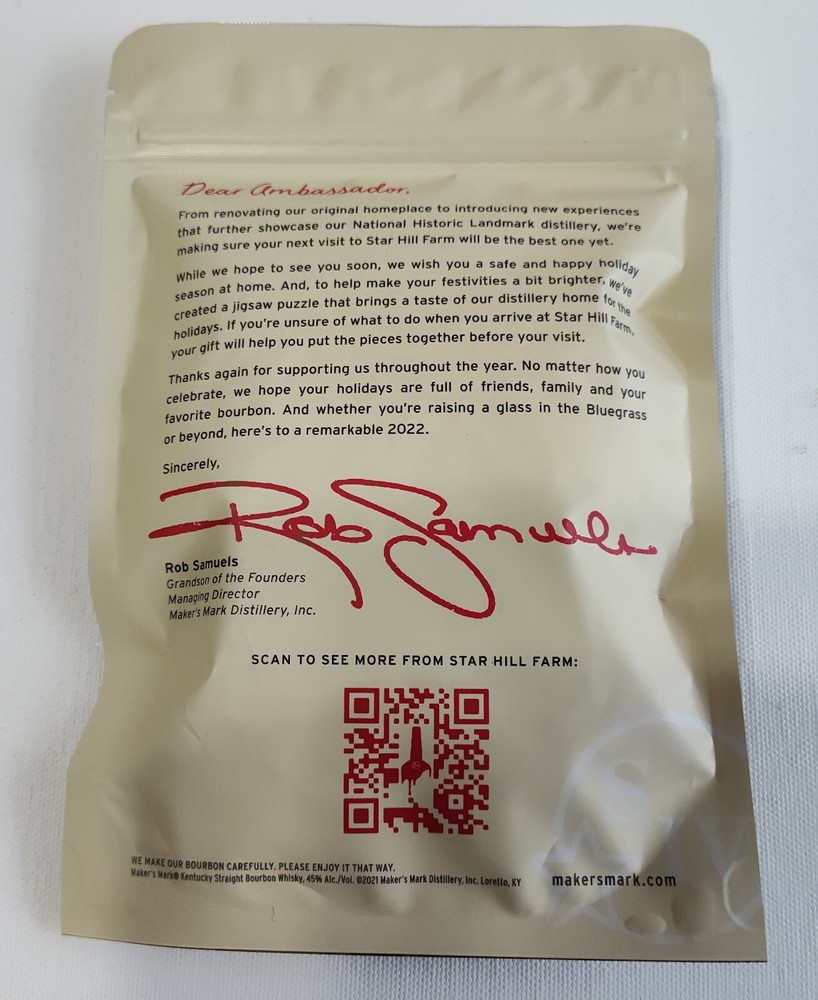 Dear Ambassador,
From renovating our original homeplace to introducing new experiences
that further showcase our National Historic Landmark distillery, we're
making sure your next visit to Star Hill Farm will be the best one yet.
While we hope to see you soon, we wish you a safe and happy holiday
season at home. And, to help make your festivities a bit brighter, we've
created a jigsaw puzzle that brings a taste of our distillery home for the
holidays. If you're unsure of what to do when you arrive at Star Hill Farm,
your gift will help you put the pieces together before your visit.
Thanks again for supporting us throughout the year. No matter how you
celebrate, we hope your holidays are full of friends, family and your
favorite bourbon. And whether you're raising a glass in the Bluegrass
or beyond, here's to a remarkable 2022.
Sincerely,
Rob Samuels
Rob Samuels
Grandson of the Founders
Managing Director
Maker's Mark Distillery, Inc.
SCAN TO SEE MORE FROM STAR HILL FARM:
S IV
WE MAKE OUR BOURBON CAREFULLY. PLEASE ENJOY IT THAT WAY.
Maker's Mark® Kentucky Straight Bourbon Whisky, 45% Alc./Vol. ©2021 Maker's Mark Distillery, Inc. Loretto, KY
makersmark.com